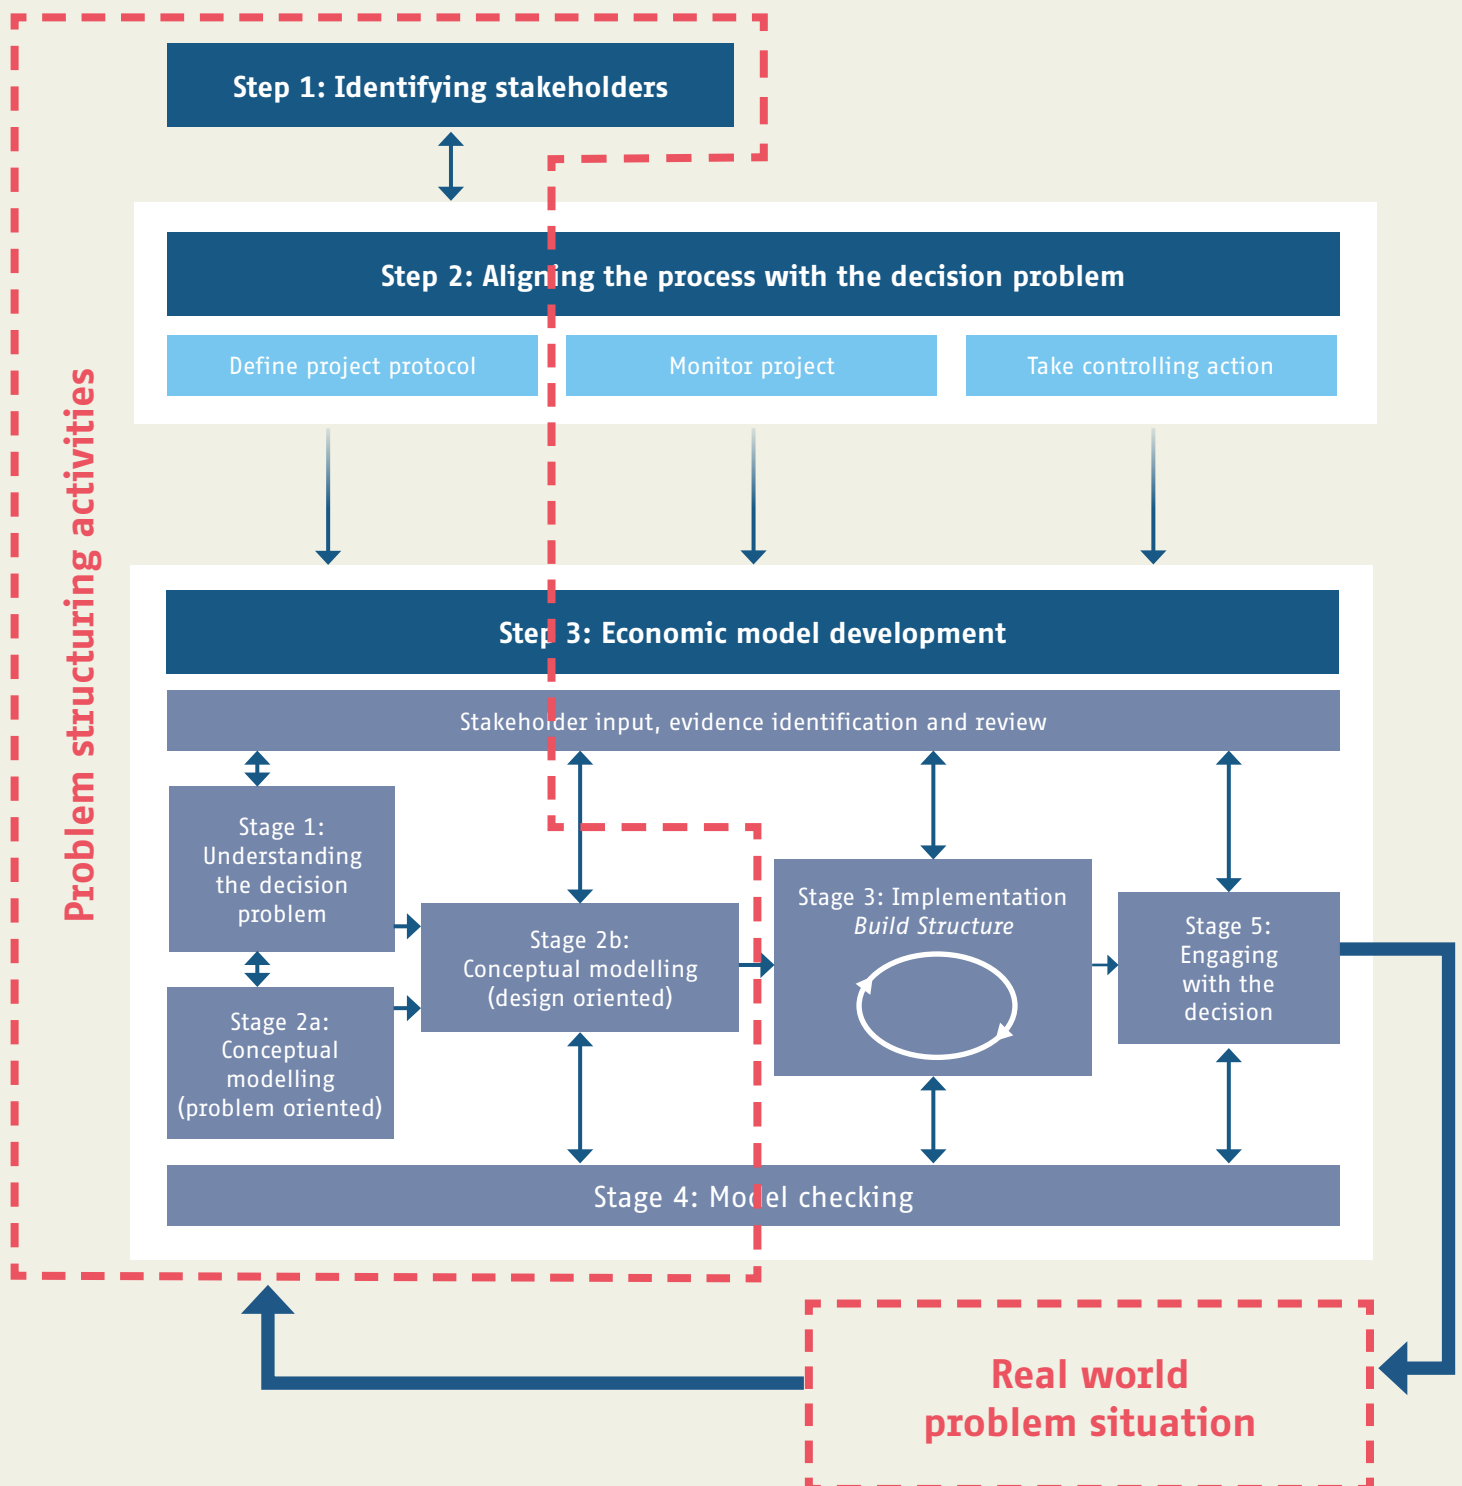 Step 1: Identifying stakeholders
Step 2: Aligning the process with the decision problem
Define project protocol
Monitor project
Take controlling action
Problem structuring activities
Step 3: Economic model development
Stakeholder input, evidence identification and review
Stage 1:
Understanding
the decision
problem
Stage 2a:
Conceptual
modelling
(problem oriented)
Stage 2b:
Conceptual modelling
(design oriented)
Stage 3: Implementation
Build Structure
Stage 5:
Engaging
with the
decision
Stage 4: Model checking
Real world
problem situation